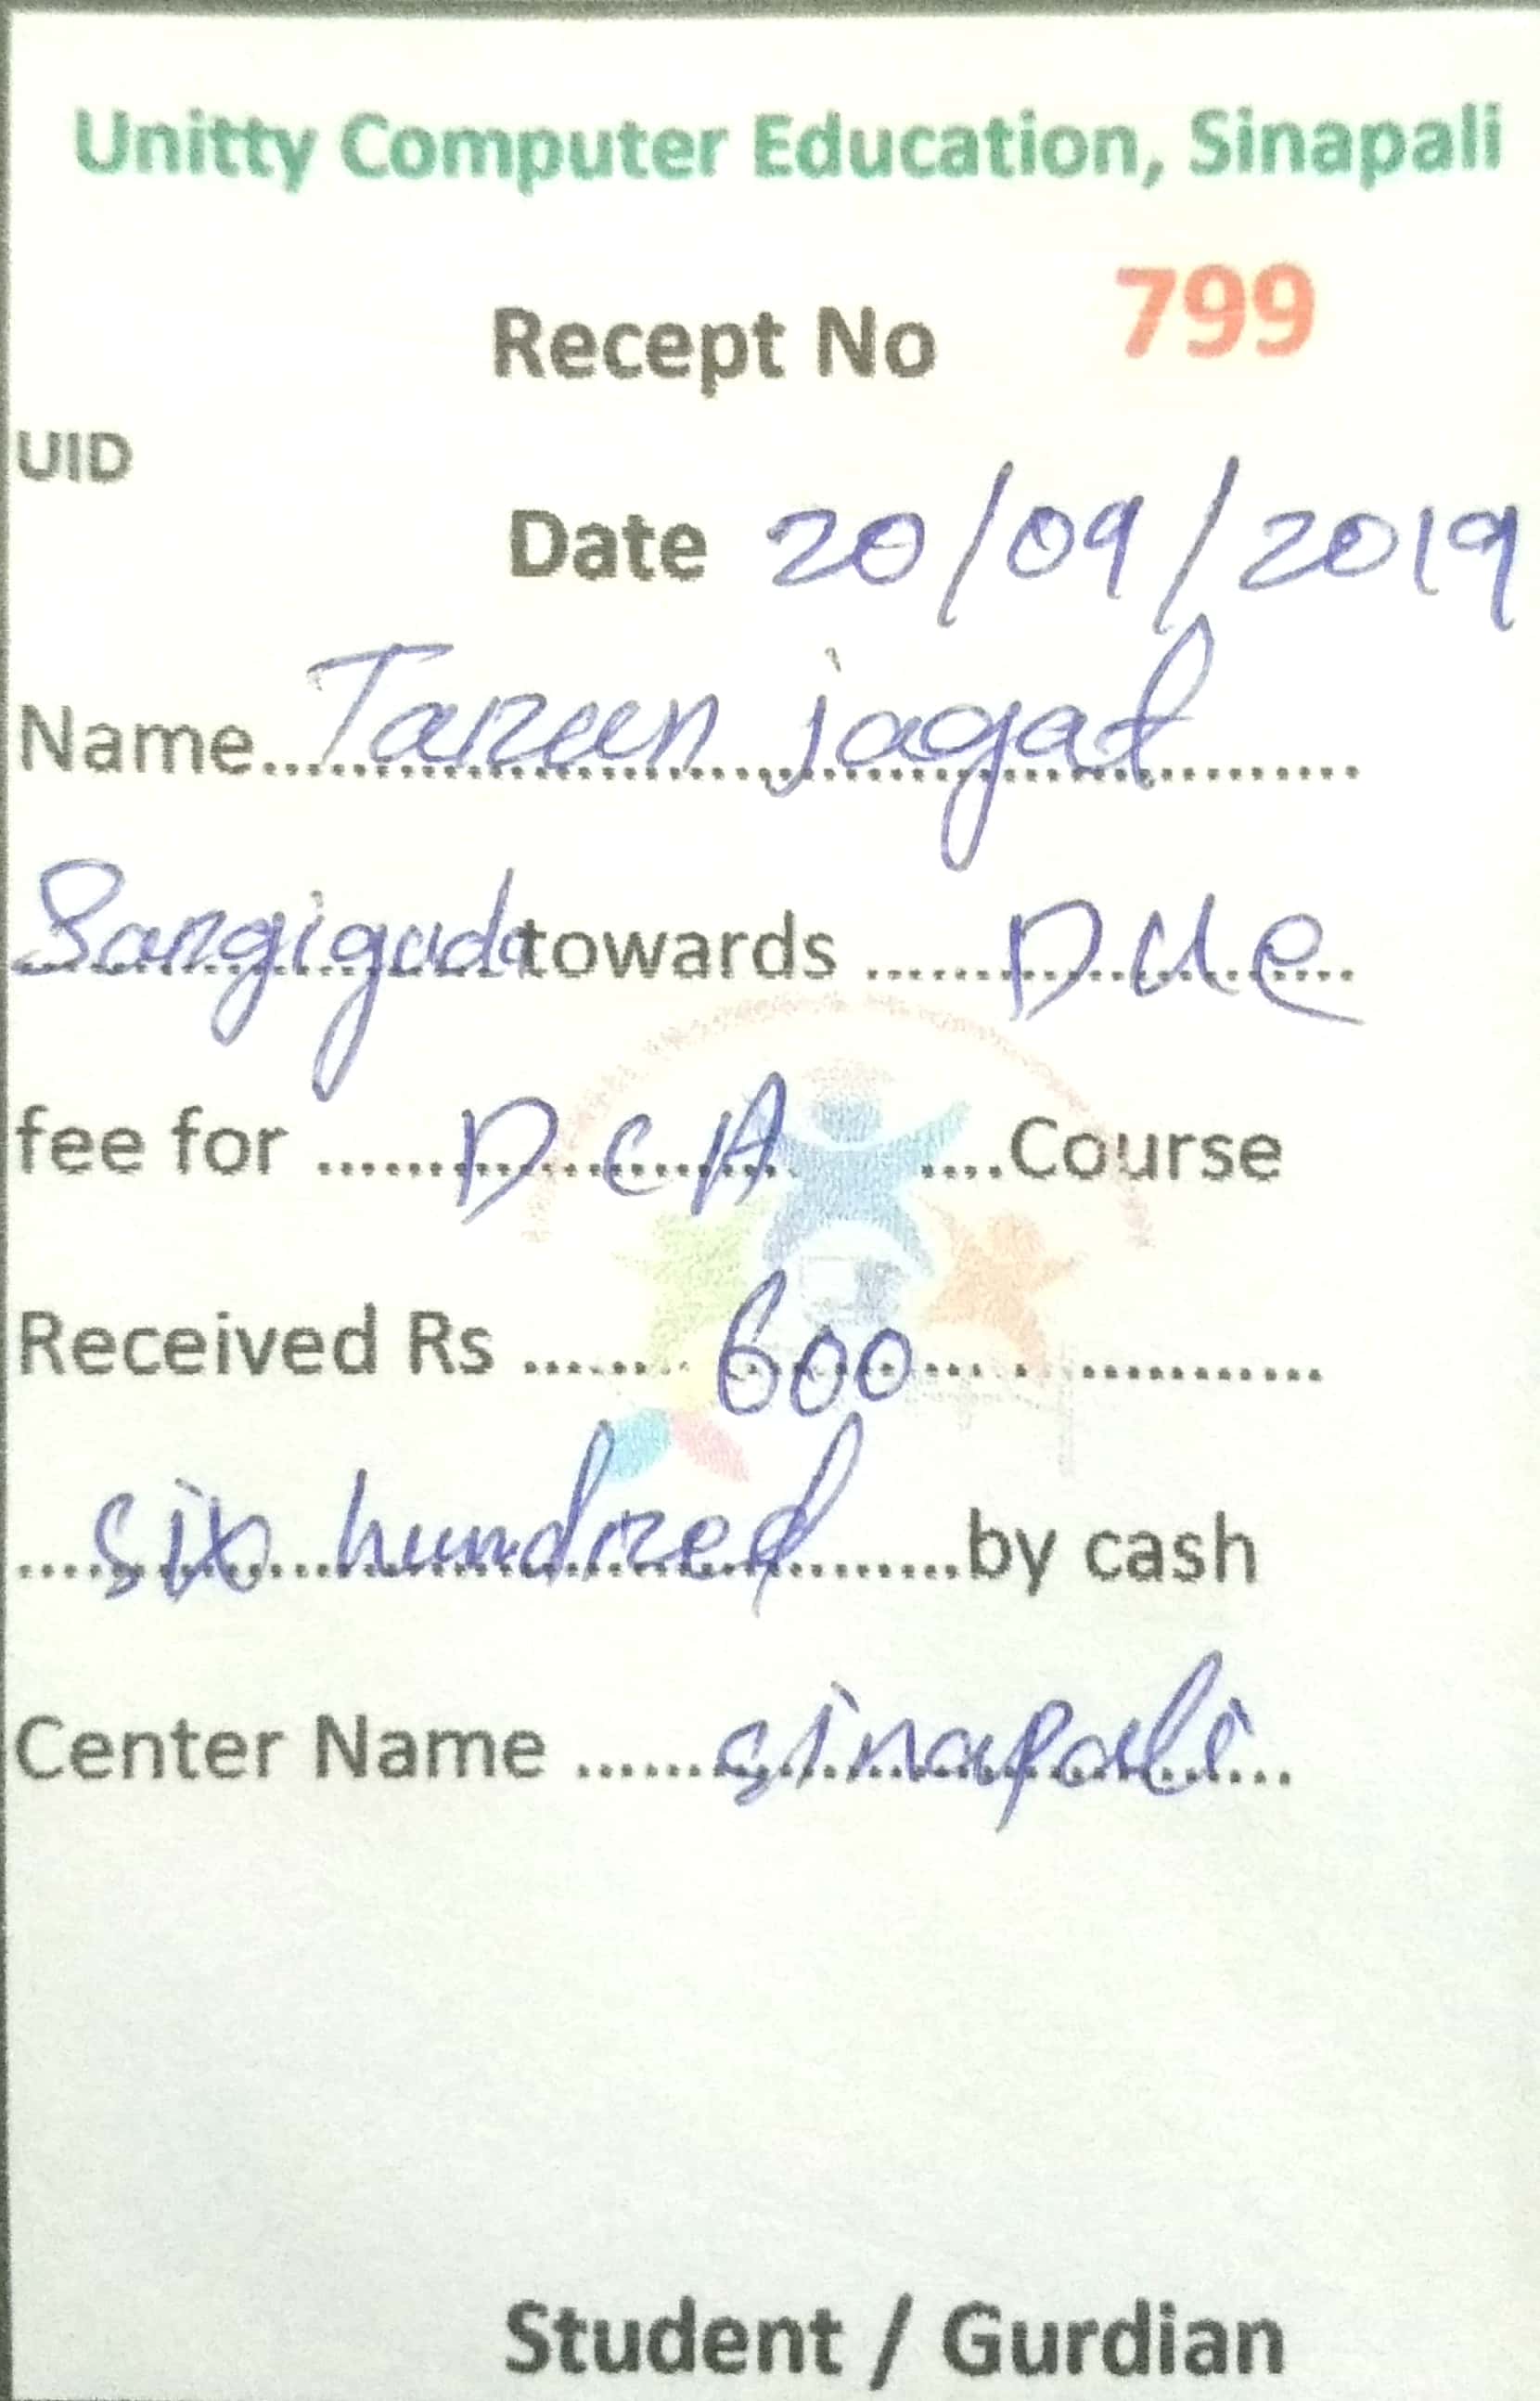 Unitty Computer Education, Sinapali
Recept No 799
UID
Date 20/09/2019
Name Tareen jagat
Sargiguda towards Due
fee for DCA Course
Received Rs 600
six hundred by cash
Center Name sinapali
Student / Gurdian